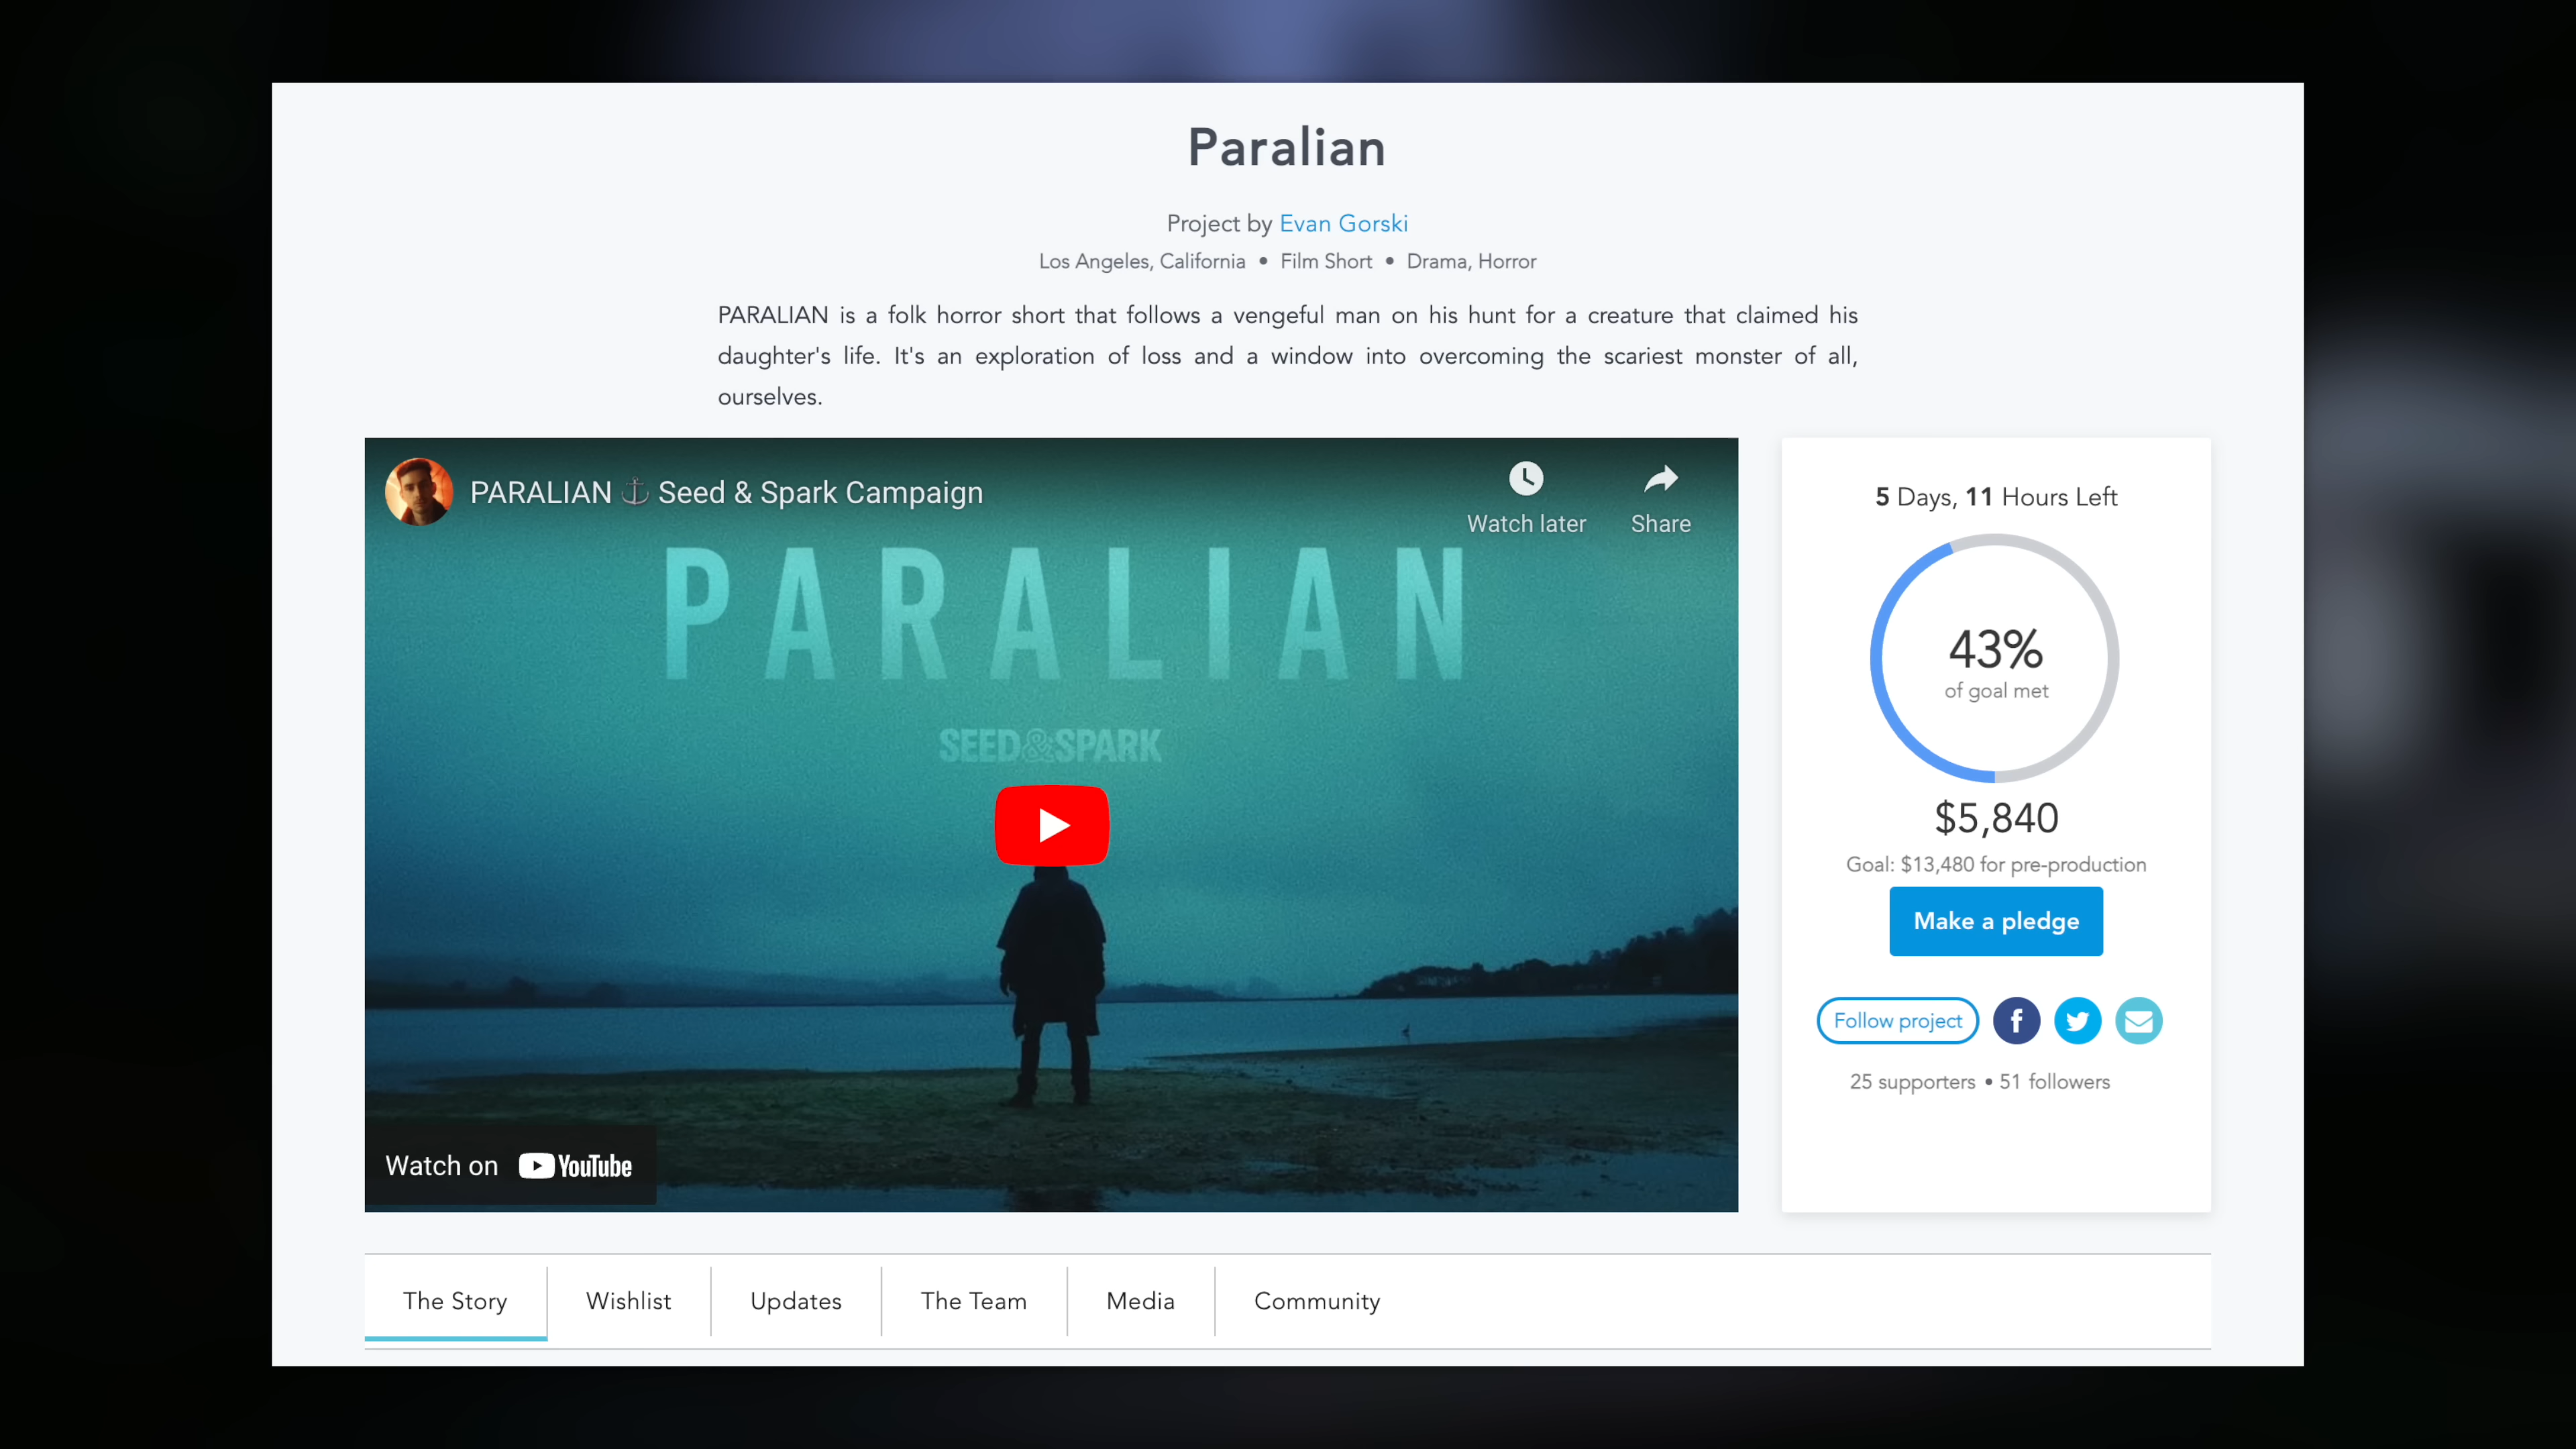 Paralian
Project by Evan Gorski
Los Angeles, California • Film Short • Drama, Horror
PARALIAN is a folk horror short that follows a vengeful man on his hunt for a creature that claimed his
daughter's life. It's an exploration of loss and a window into overcoming the scariest monster of all,
ourselves.
PARALIAN ⚓ Seed & Spark Campaign
Watch later
Share
PARALIAN
SEED&SPARK
Watch on YouTube
5 Days, 11 Hours Left
43%
of goal met
$5,840
Goal: $13,480 for pre-production
Make a pledge
Follow project
25 supporters • 51 followers
The Story
Wishlist
Updates
The Team
Media
Community